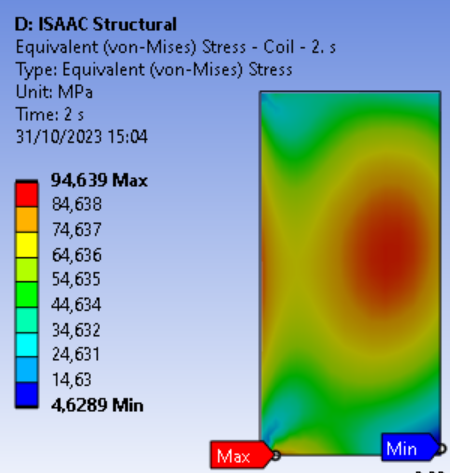 D: ISAAC Structural
Equivalent (von-Mises) Stress - Coil - 2. s
Type: Equivalent (von-Mises) Stress
Unit: MPa
Time: 2 s
31/10/2023 15:04
94,639 Max
84,638
74,637
64,636
54,635
44,634
34,632
24,631
14,63
4,6289 Min
Max
Min